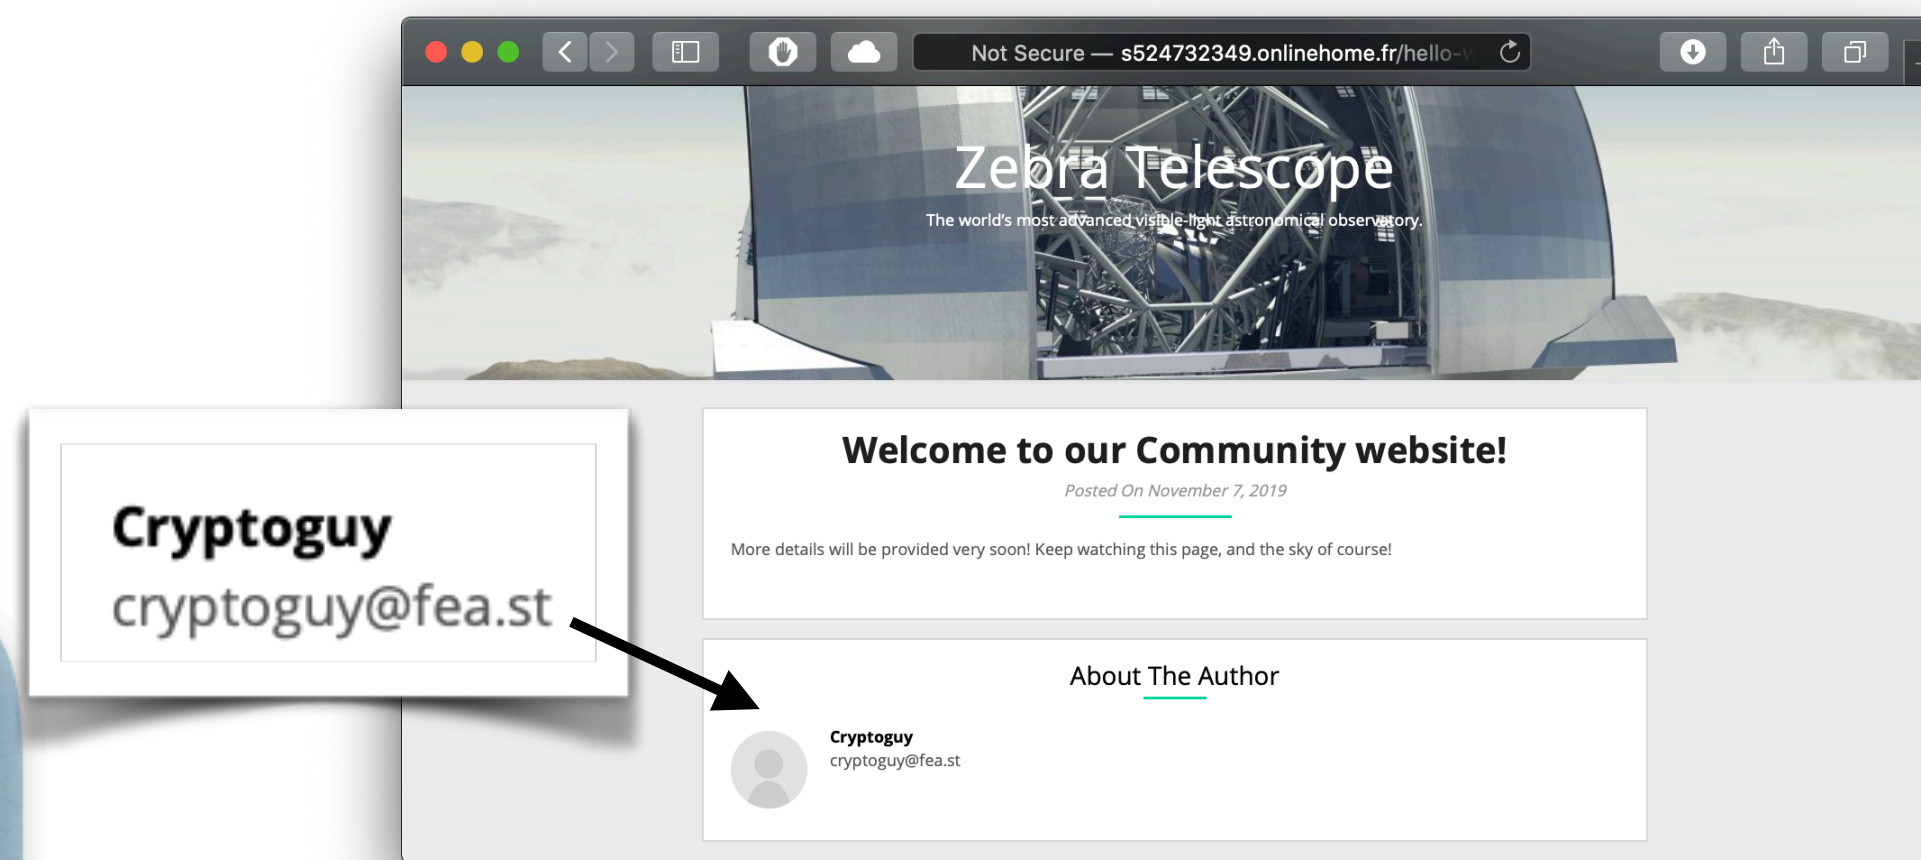 Not Secure — s524732349.onlinehome.fr/hello-
Zebra Telescope
The world's most advanced visible-light astronomical observatory.
Welcome to our Community website!
Posted On November 7, 2019
More details will be provided very soon! Keep watching this page, and the sky of course!
Cryptoguy
cryptoguy@fea.st
About The Author
Cryptoguy
cryptoguy@fea.st